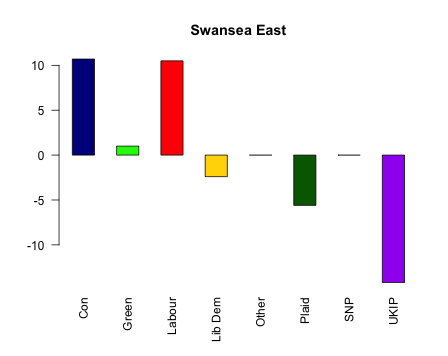 Swansea East
10
5
0
-5
-10
Con
Green
Labour
Lib Dem
Other
Plaid
SNP
UKIP